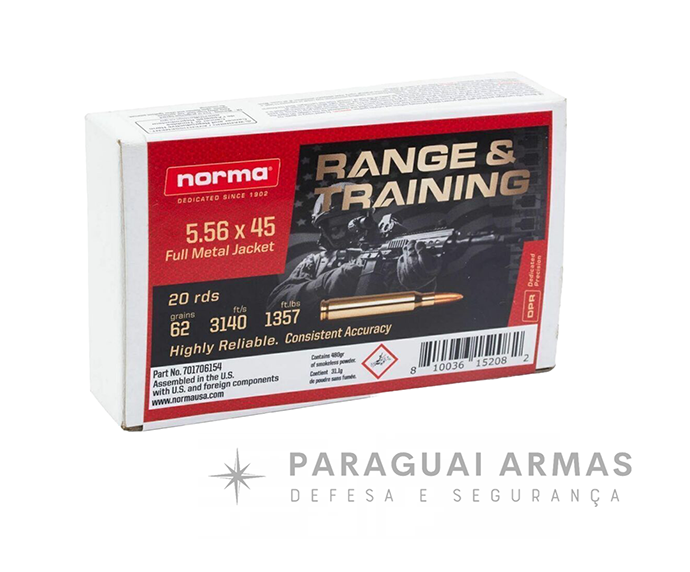 norma
DEDICATED SINCE 1902
RANGE &
TRAINING
5.56 x 45
Full Metal Jacket
20 rds
grains ft/s ft.lbs
62 3140 1357
Highly Reliable. Consistent Accuracy
DPR Dedicated
Precision
Part No. 701706154
Assembled in the U.S.
with U.S. and foreign components
www.normausa.com
Contains 480gr
of smokeless powder.
Contient 31.1g
de poudre sans fumée.
8 10036 15208 2
PARAGUAI ARMAS
DEFESA E SEGURANÇA